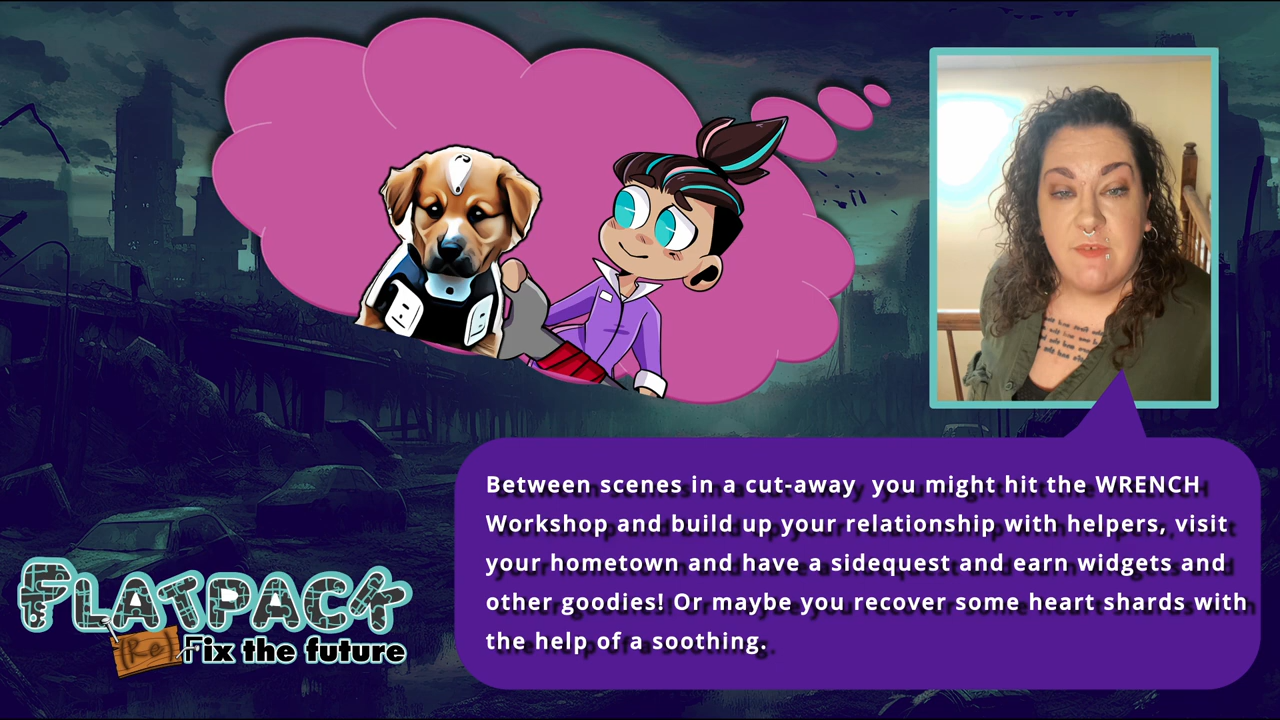 Between scenes in a cut-away  you might hit the WRENCH
Workshop and build up your relationship with helpers, visit
your hometown and have a sidequest and earn widgets and
other goodies! Or maybe you recover some heart shards with
the help of a soothing.
FLATPACK
(Re) Fix the future